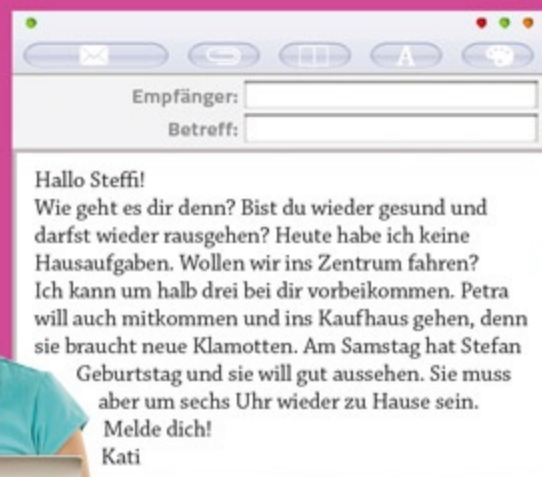 Empfänger:
Betreff:
Hallo Steffi!
Wie geht es dir denn? Bist du wieder gesund und
darfst wieder rausgehen? Heute habe ich keine
Hausaufgaben. Wollen wir ins Zentrum fahren?
Ich kann um halb drei bei dir vorbeikommen. Petra
will auch mitkommen und ins Kaufhaus gehen, denn
sie braucht neue Klamotten. Am Samstag hat Stefan
Geburtstag und sie will gut aussehen. Sie muss
aber um sechs Uhr wieder zu Hause sein.
Melde dich!
Kati